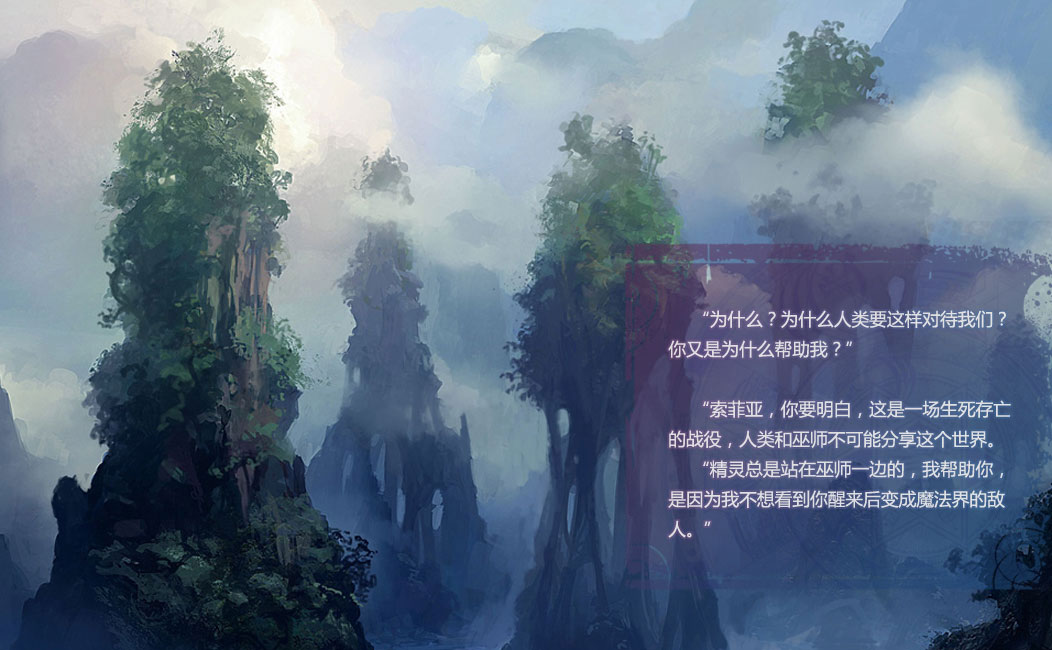 “为什么？为什么人类要这样对待我们？
你又是为什么帮助我？”
“索菲亚，你要明白，这是一场生死存亡
的战役，人类和巫师不可能分享这个世界。
“精灵总是站在巫师一边的，我帮助你，
是因为我不想看到你醒来后变成魔法界的敌
人。”